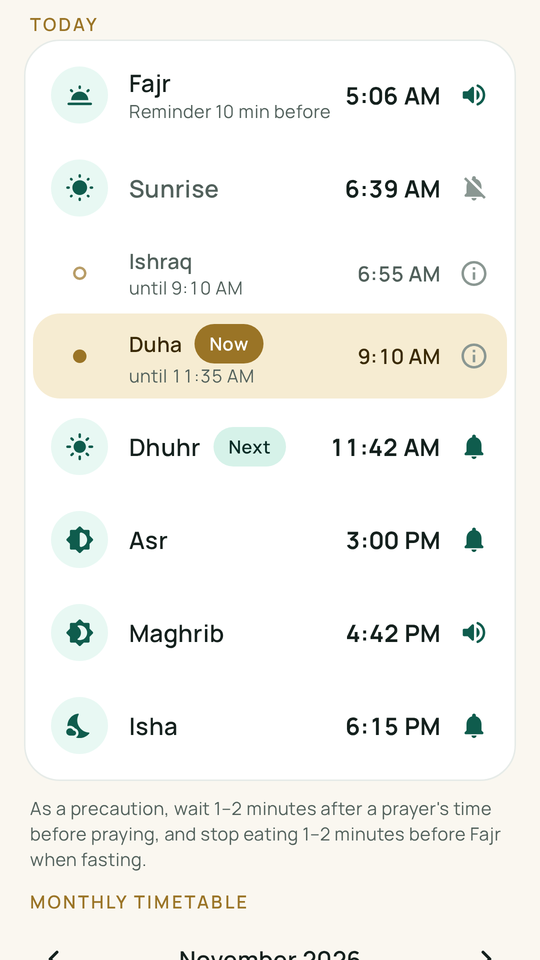 TODAY
Fajr
Reminder 10 min before
5:06 AM
Sunrise
6:39 AM
Ishraq
until 9:10 AM
6:55 AM
Duha Now
until 11:35 AM
9:10 AM
Dhuhr Next
11:42 AM
Asr
3:00 PM
Maghrib
4:42 PM
Isha
6:15 PM
As a precaution, wait 1–2 minutes after a prayer's time
before praying, and stop eating 1–2 minutes before Fajr
when fasting.
MONTHLY TIMETABLE
November 2026